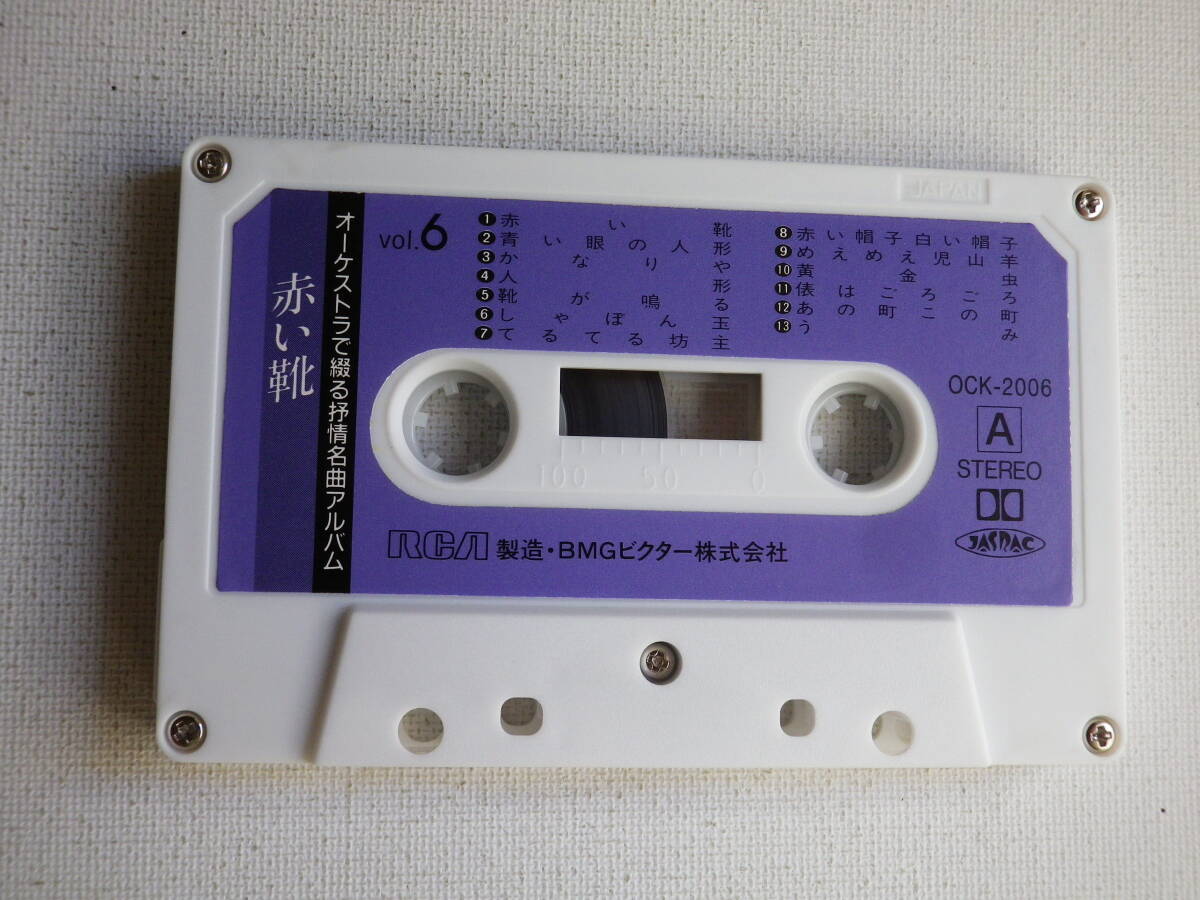 JAPAN
赤い靴
オーケストラで綴る抒情名曲アルバム
vol.6
❶赤い靴
❷青い眼の人形
❸かなりや
❹人形
❺靴が鳴る
❻しゃぼん玉
❼てるてる坊主
❽赤い帽子白い帽子
❾めえめえ児山羊
❿黄金虫
⓫俵はごろごろ
⓬あの町この町
⓭うみ
OCK-2006
A
STEREO
JASRAC
100 50 0
RCA 製造・BMGビクター株式会社